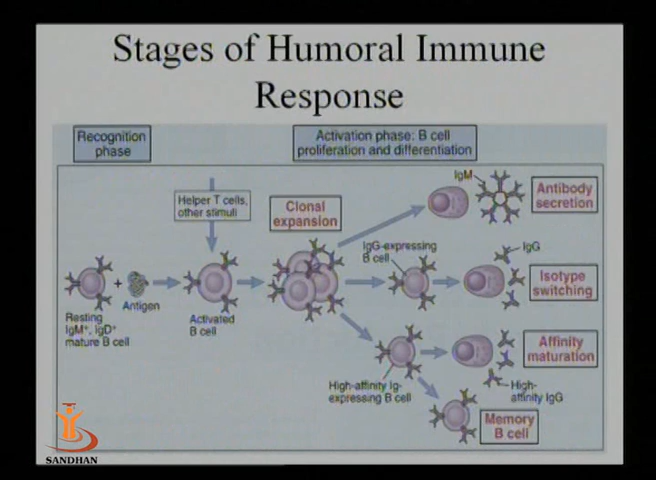 Stages of Humoral Immune
Response
Recognition
phase
Activation phase: B cell
proliferation and differentiation
Helper T cells,
other stimuli
Clonal
expansion
IgM
Antibody
secretion
IgG-expressing
B cell
IgG
Isotype
switching
Antigen
Resting
IgM⁺, IgD⁺
mature B cell
Activated
B cell
Affinity
maturation
High-affinity Ig-
expressing B cell
High-
affinity IgG
Memory
B cell
SANDHAN